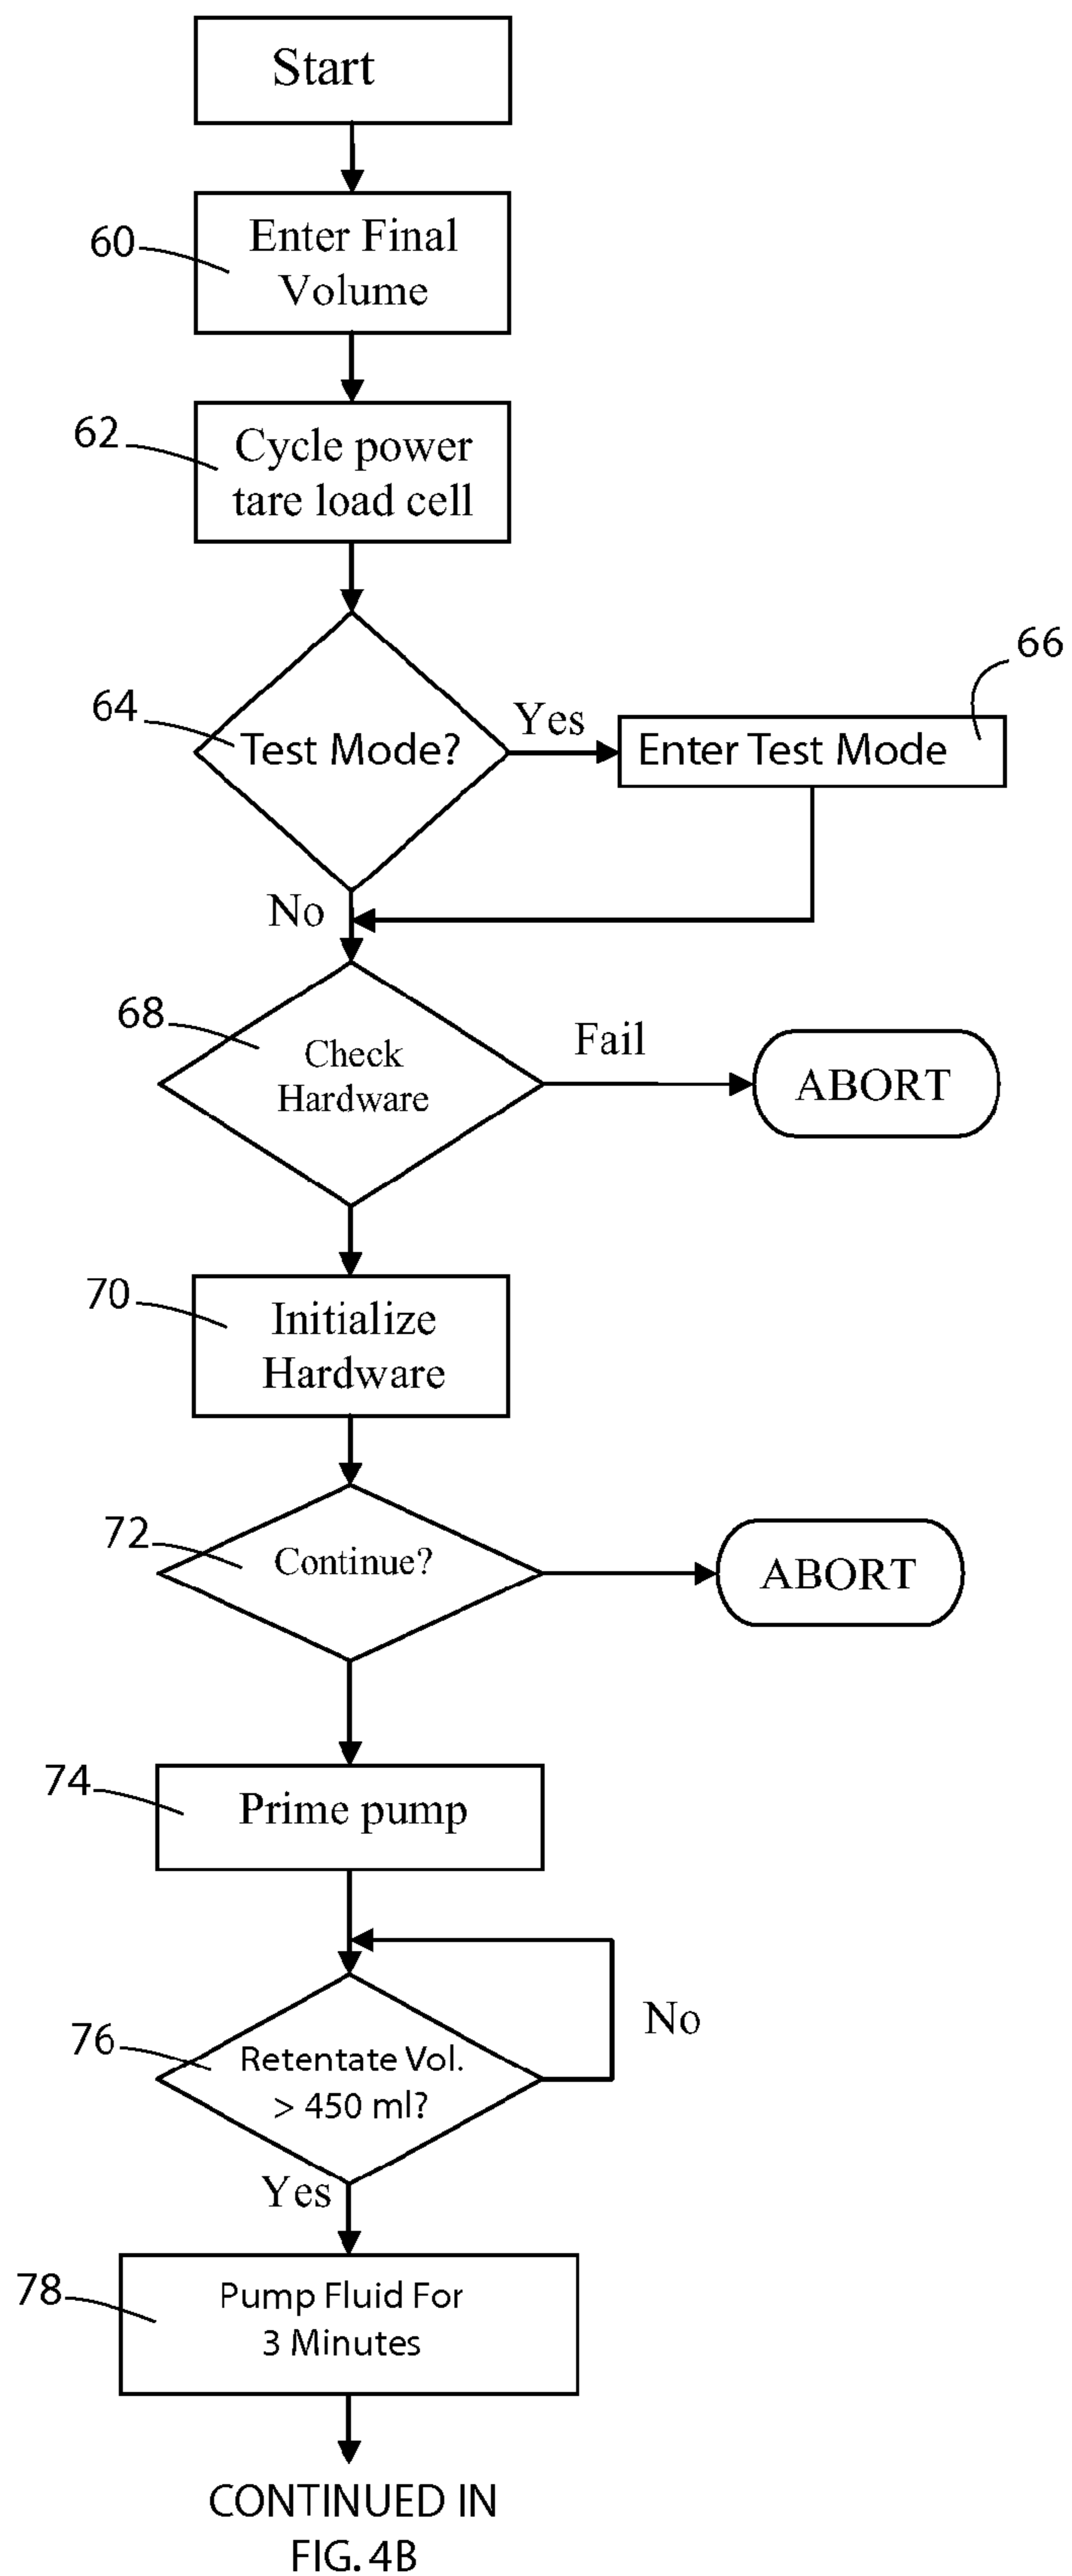 Start
60
Enter Final
Volume
62
Cycle power
tare load cell
64
Test Mode?
Yes
66
Enter Test Mode
No
68
Check
Hardware
Fail
ABORT
70
Initialize
Hardware
72
Continue?
ABORT
74
Prime pump
76
Retentate Vol.
> 450 ml?
No
Yes
78
Pump Fluid For
3 Minutes
CONTINUED IN
FIG. 4B